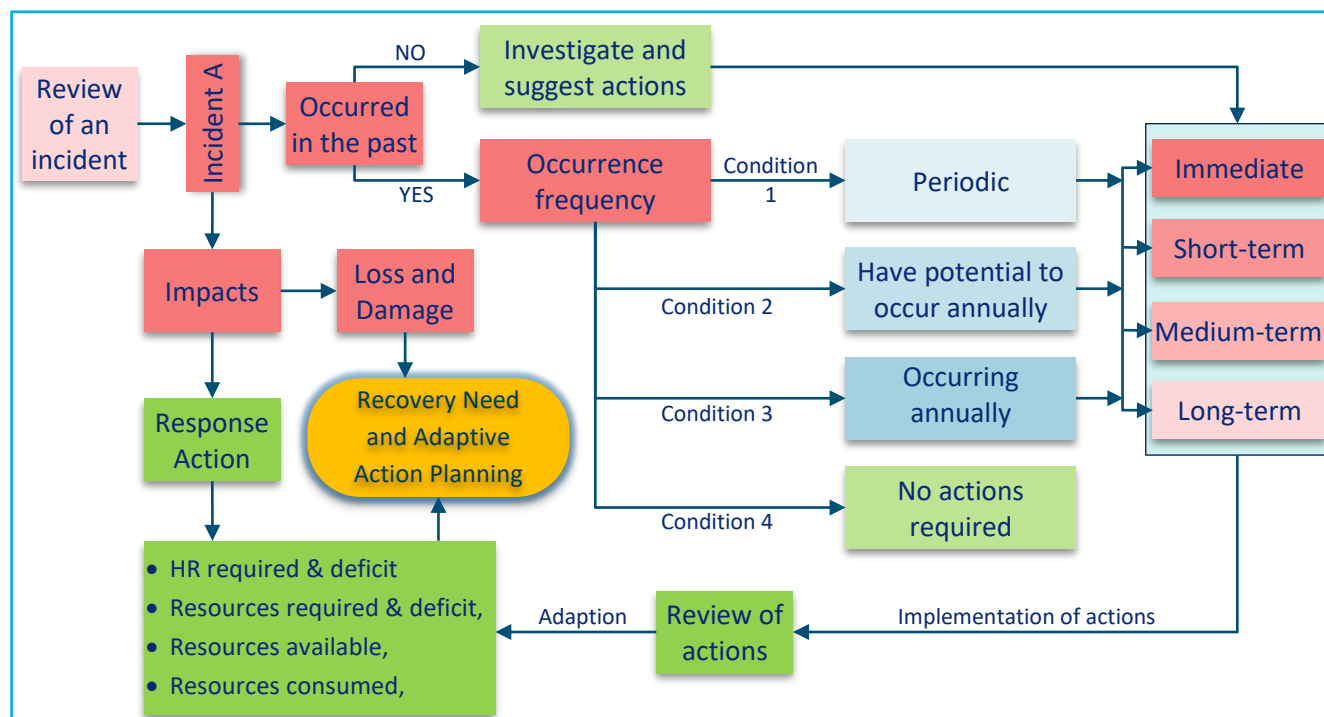 Review
of an
incident
Incident A
Occurred
in the past
NO
Investigate and
suggest actions
YES
Occurrence
frequency
Condition
1
Periodic
Condition 2
Have potential to
occur annually
Condition 3
Occurring
annually
Condition 4
No actions
required
Immediate
Short-term
Medium-term
Long-term
Impacts
Loss and
Damage
Response
Action
Recovery Need
and Adaptive
Action Planning
• HR required & deficit
• Resources required & deficit,
• Resources available,
• Resources consumed,
Adaption
Review of
actions
Implementation of actions